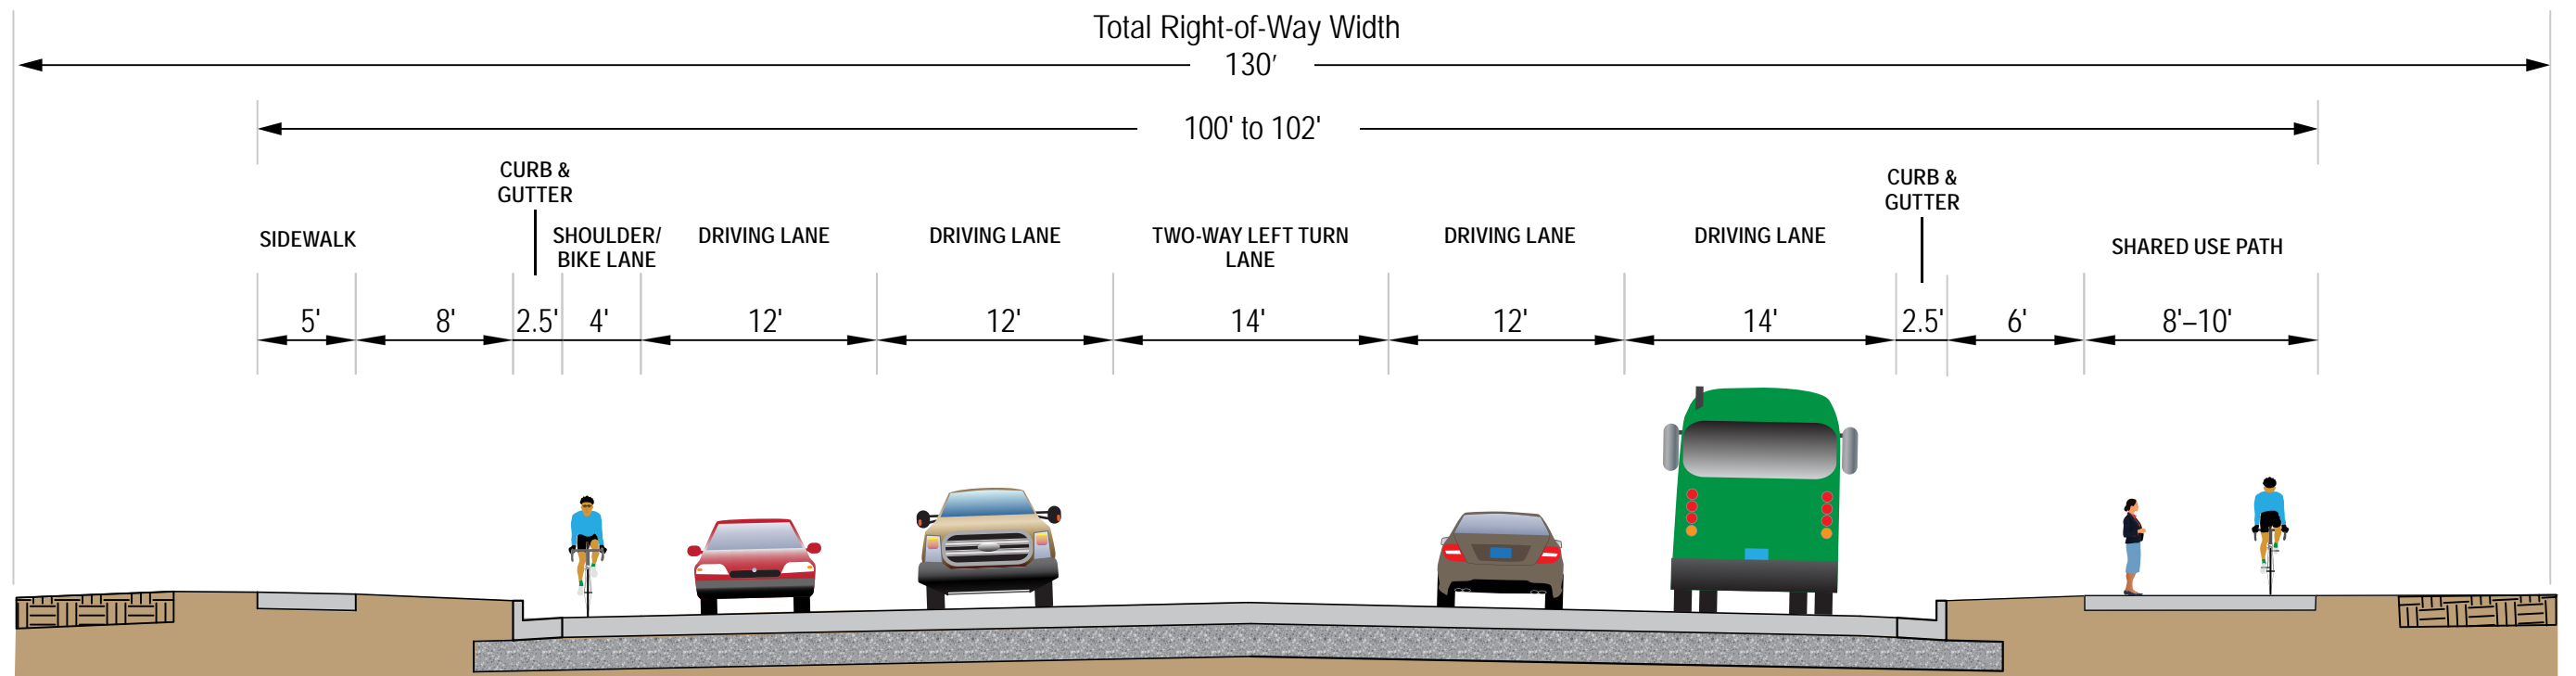 Total Right-of-Way Width
130′
100' to 102'
CURB &
GUTTER
CURB &
GUTTER
SIDEWALK
SHOULDER/
BIKE LANE
DRIVING LANE
DRIVING LANE
TWO-WAY LEFT TURN
LANE
DRIVING LANE
DRIVING LANE
SHARED USE PATH
5'
8'
2.5'
4'
12'
12'
14'
12'
14'
2.5'
6'
8'–10'